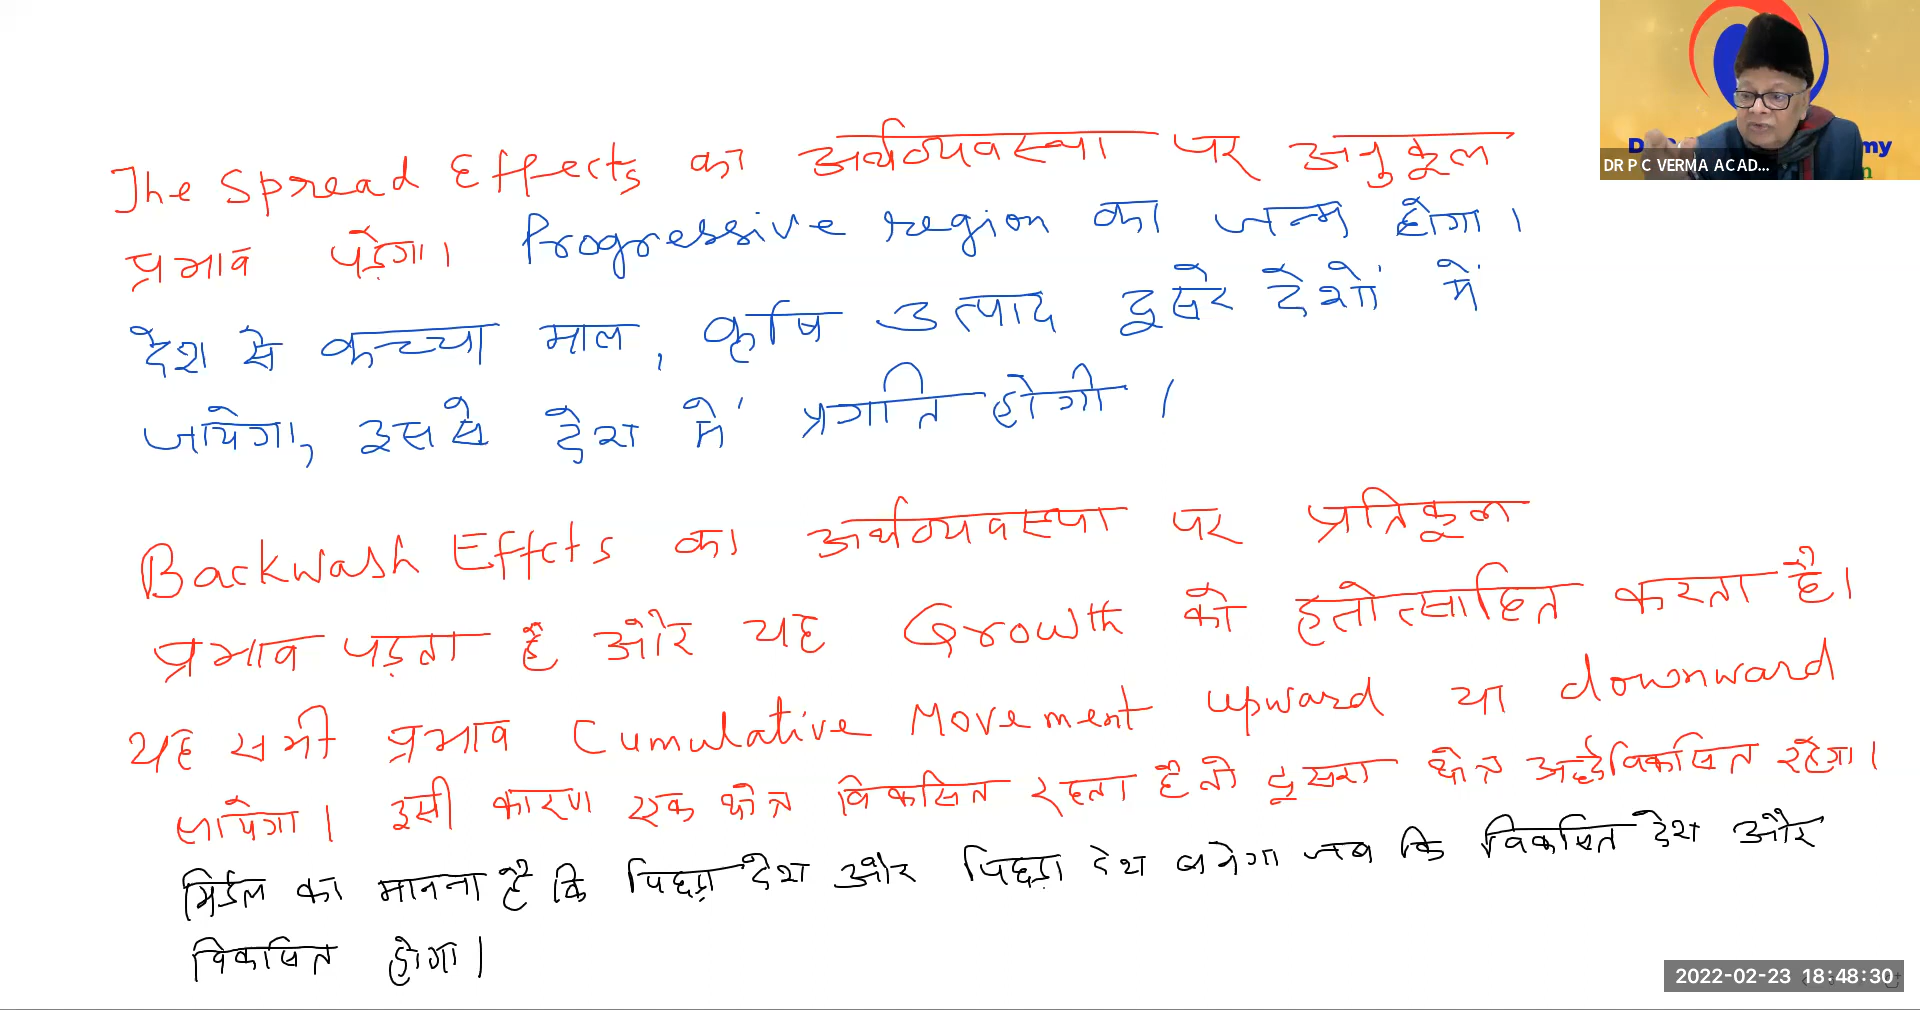 The Spread Effects का अर्थव्यवस्था पर अनुकूल
प्रभाव पड़ेगा। Progressive region का जन्म होगा।
देश से कच्चा माल, कृषि उत्पाद दूसरे देशों में
जायेगा, इससे देश में प्रगति होगी।
Backwash Effcts का अर्थव्यवस्था पर प्रतिकूल
प्रभाव पड़ता है और यह Growth को हतोत्साहित करता है।
यह सभी प्रभाव Cumulative Movement upward या downward
लायेगा। इसी कारण एक क्षेत्र विकसित रहता है तो दूसरा क्षेत्र अर्द्धविकसित रहेगा।
मिर्डल का मानना है कि पिछड़ा देश और पिछड़ा देश बनेगा जब कि विकसित देश और
विकसित होगा।
DR P C VERMA ACAD...
my
2022-02-23 18:48:30